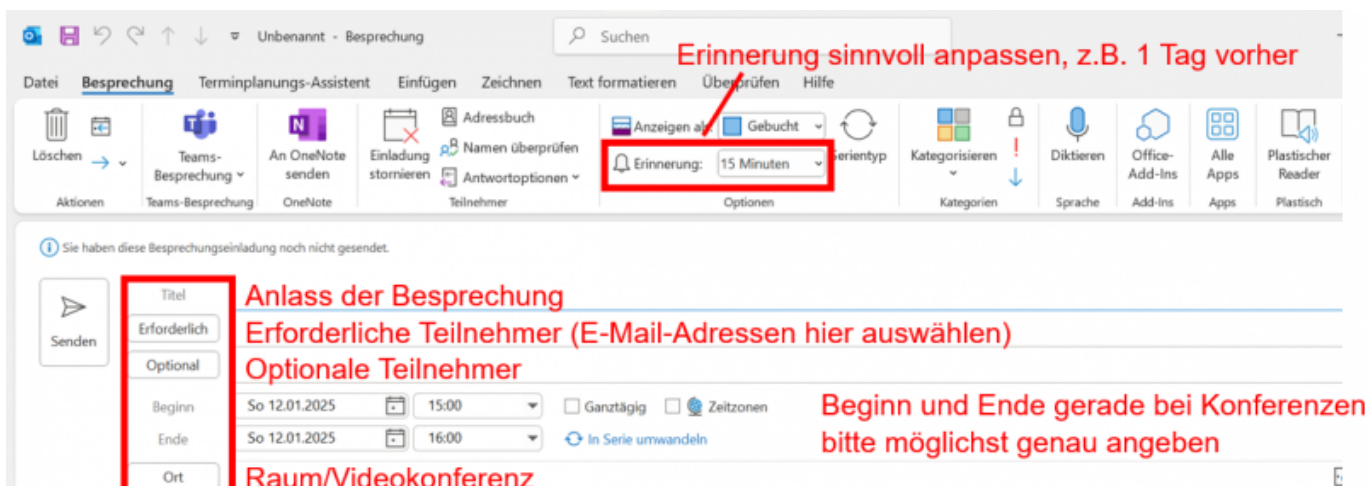 Unbenannt - Besprechung
Suchen
Erinnerung sinnvoll anpassen, z.B. 1 Tag vorher
Datei Besprechung Terminplanungs-Assistent Einfügen Zeichnen Text formatieren Überprüfen Hilfe
Löschen
Teams-Besprechung
An OneNote senden
Einladung stornieren
Adressbuch
Namen überprüfen
Antwortoptionen
Anzeigen als: Gebucht
Erinnerung: 15 Minuten
Serientyp
Kategorisieren
Diktieren
Office-Add-Ins
Alle Apps
Plastischer Reader
Aktionen Teams-Besprechung OneNote Teilnehmer Optionen Kategorien Sprache Add-Ins Apps Plastisch
Sie haben diese Besprechungseinladung noch nicht gesendet.
Senden
Titel Anlass der Besprechung
Erforderlich Erforderliche Teilnehmer (E-Mail-Adressen hier auswählen)
Optional Optionale Teilnehmer
Beginn So 12.01.2025 15:00 Ganztägig Zeitzonen
Ende So 12.01.2025 16:00 In Serie umwandeln
Beginn und Ende gerade bei Konferenzen
bitte möglichst genau angeben
Ort Raum/Videokonferenz